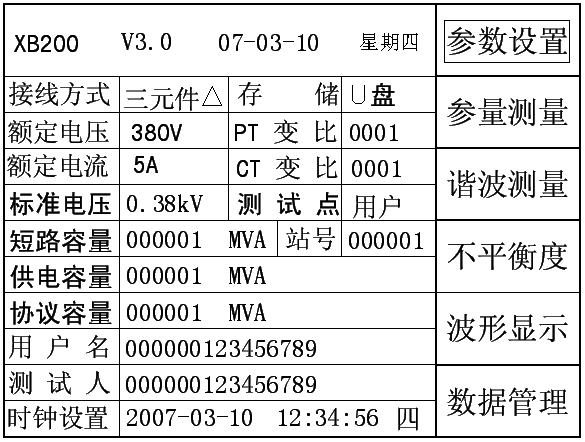 XB200 V3.0 07-03-10 星期四
接线方式 三元件△ 存 储 U盘
额定电压 380V PT 变 比 0001
额定电流 5A CT 变 比 0001
标准电压 0.38kV 测 试 点 用户
短路容量 000001 MVA 站号 000001
供电容量 000001 MVA
协议容量 000001 MVA
用 户 名 000000123456789
测 试 人 000000123456789
时钟设置 2007-03-10 12:34:56 四
参数设置
参量测量
谐波测量
不平衡度
波形显示
数据管理